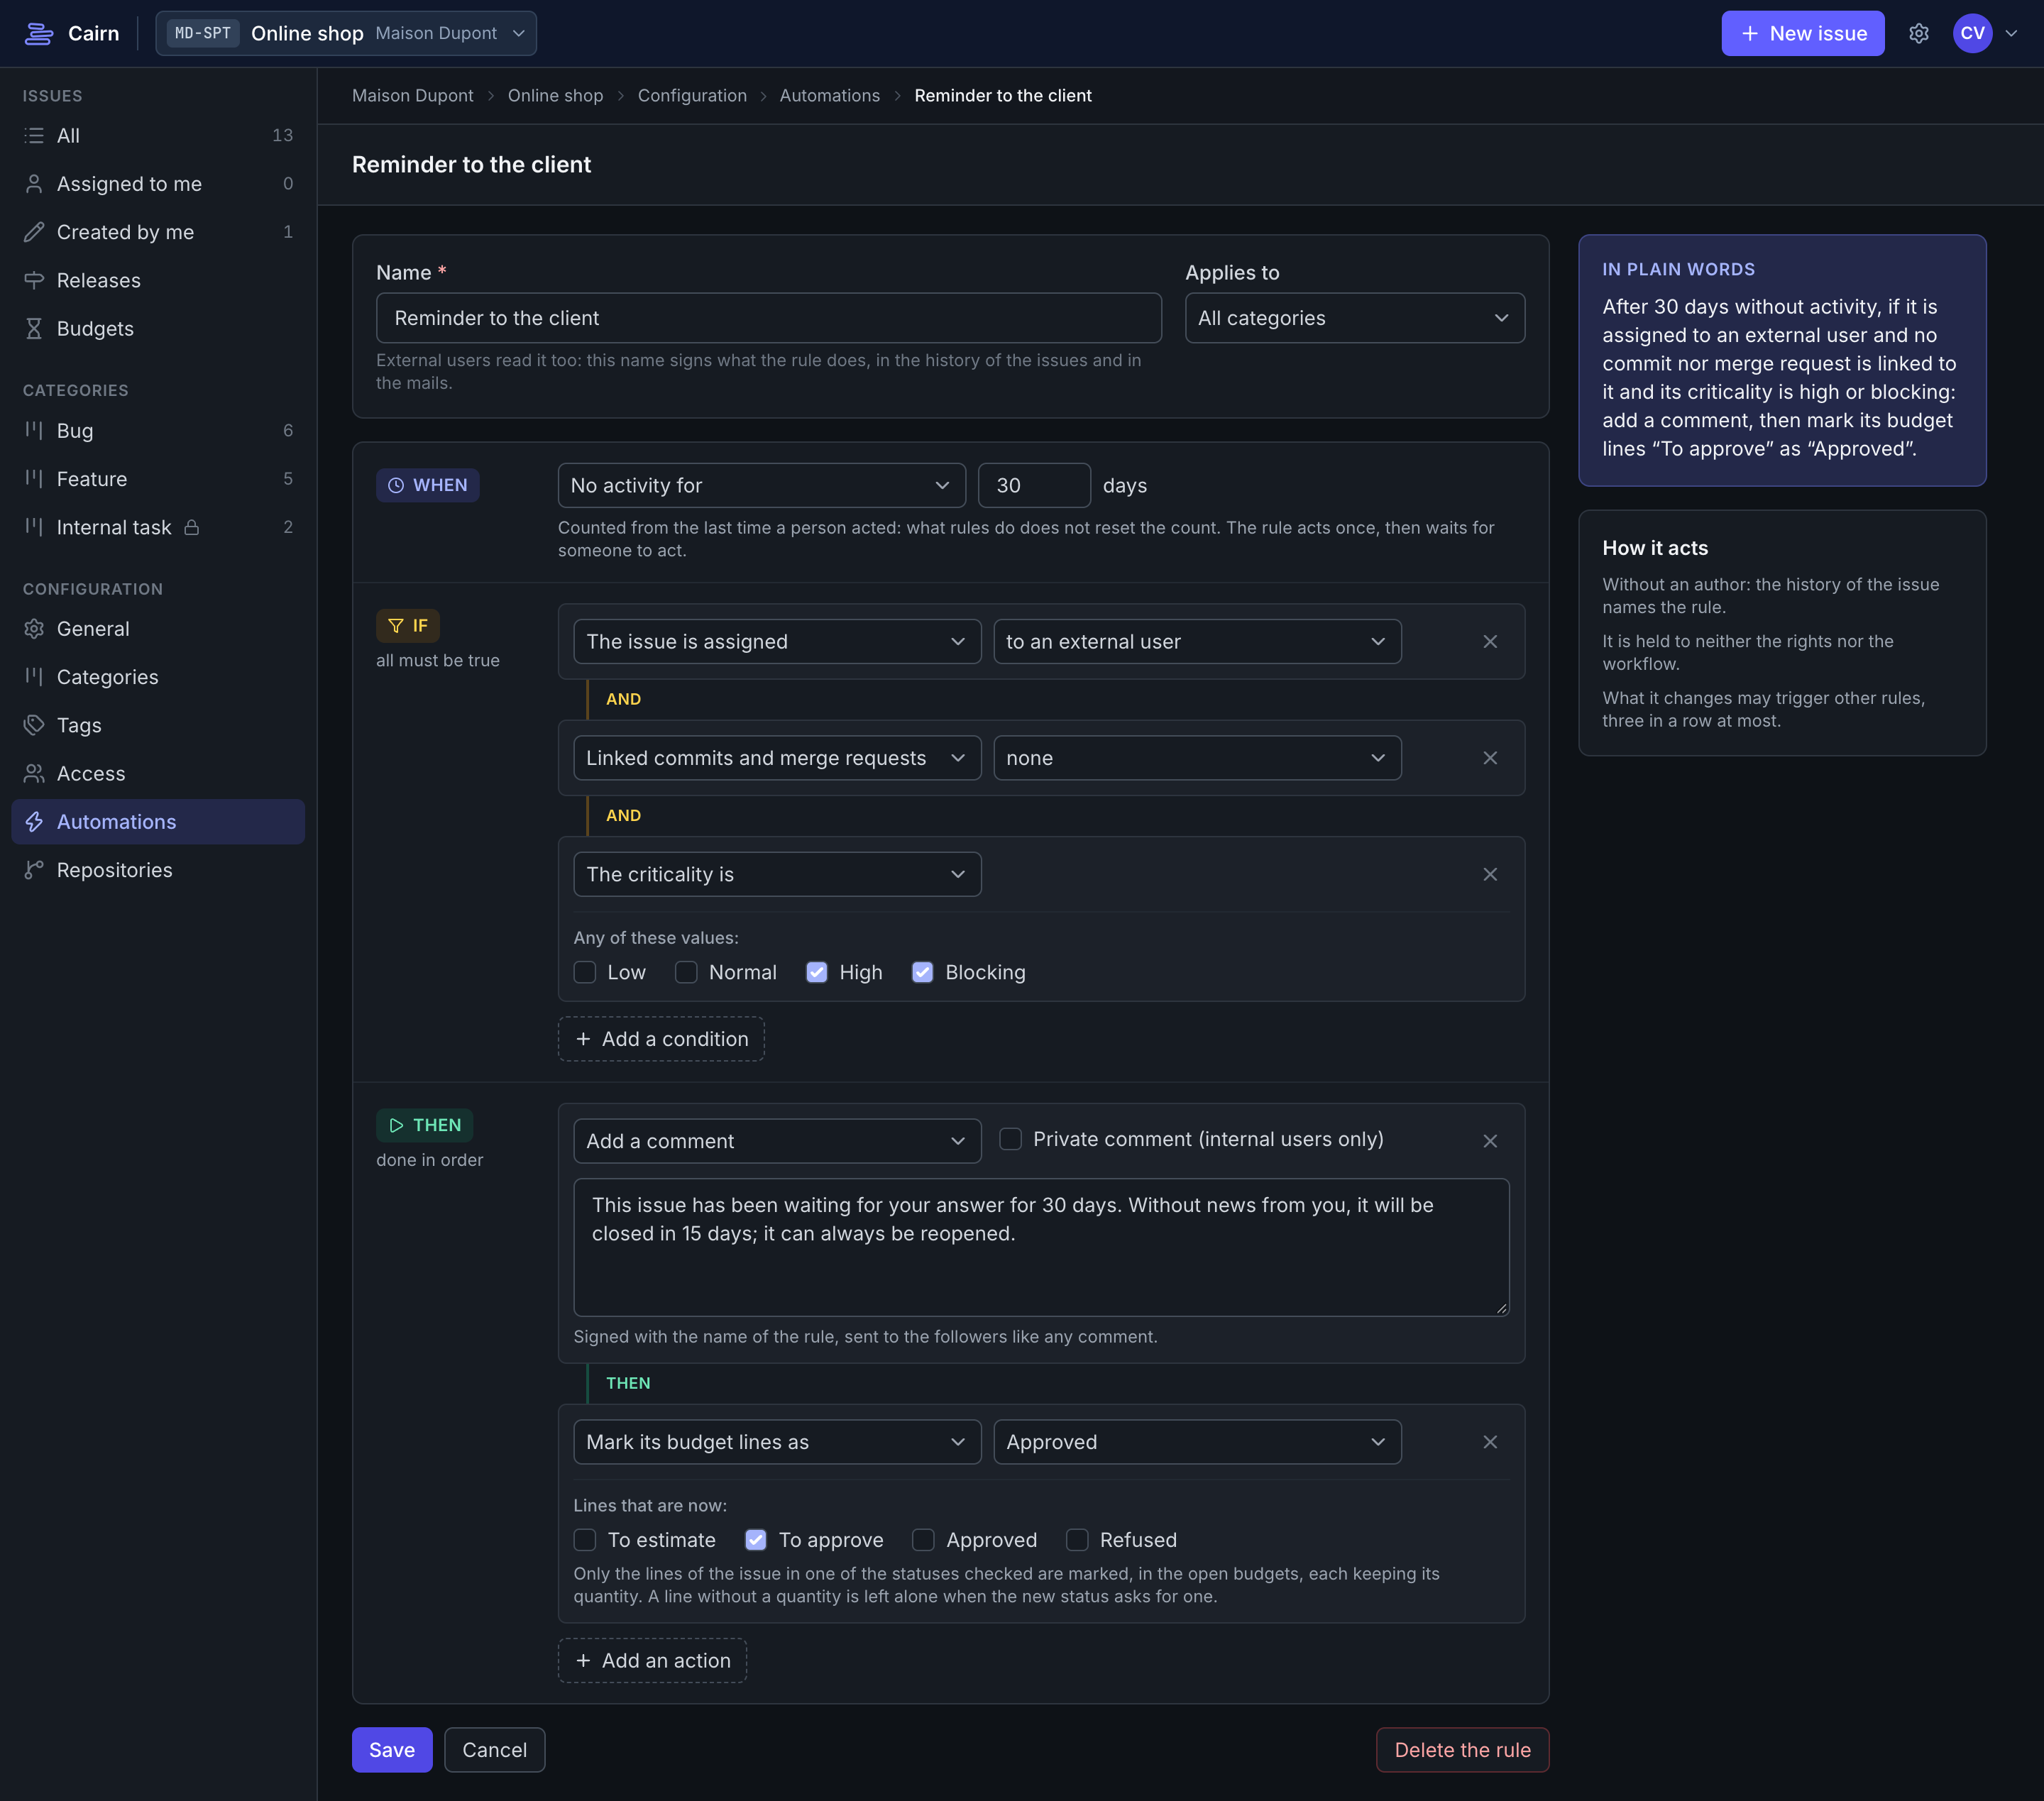 Cairn
MD-SPT Online shop Maison Dupont
New issue
CV
ISSUES
All 13
Assigned to me 0
Created by me 1
Releases
Budgets
CATEGORIES
Bug 6
Feature 5
Internal task 2
CONFIGURATION
General
Categories
Tags
Access
Automations
Repositories
Maison Dupont > Online shop > Configuration > Automations > Reminder to the client
Reminder to the client
Name *
Reminder to the client
External users read it too: this name signs what the rule does, in the history of the issues and in
the mails.
Applies to
All categories
WHEN
No activity for 30 days
Counted from the last time a person acted: what rules do does not reset the count. The rule acts once, then waits for
someone to act.
IF
all must be true
The issue is assigned to an external user
AND
Linked commits and merge requests none
AND
The criticality is
Any of these values:
Low Normal High Blocking
+ Add a condition
THEN
done in order
Add a comment Private comment (internal users only)
This issue has been waiting for your answer for 30 days. Without news from you, it will be
closed in 15 days; it can always be reopened.
Signed with the name of the rule, sent to the followers like any comment.
THEN
Mark its budget lines as Approved
Lines that are now:
To estimate To approve Approved Refused
Only the lines of the issue in one of the statuses checked are marked, in the open budgets, each keeping its
quantity. A line without a quantity is left alone when the new status asks for one.
+ Add an action
Save Cancel Delete the rule
IN PLAIN WORDS
After 30 days without activity, if it is
assigned to an external user and no
commit nor merge request is linked to
it and its criticality is high or blocking:
add a comment, then mark its budget
lines “To approve” as “Approved”.
How it acts
Without an author: the history of the issue
names the rule.
It is held to neither the rights nor the
workflow.
What it changes may trigger other rules,
three in a row at most.